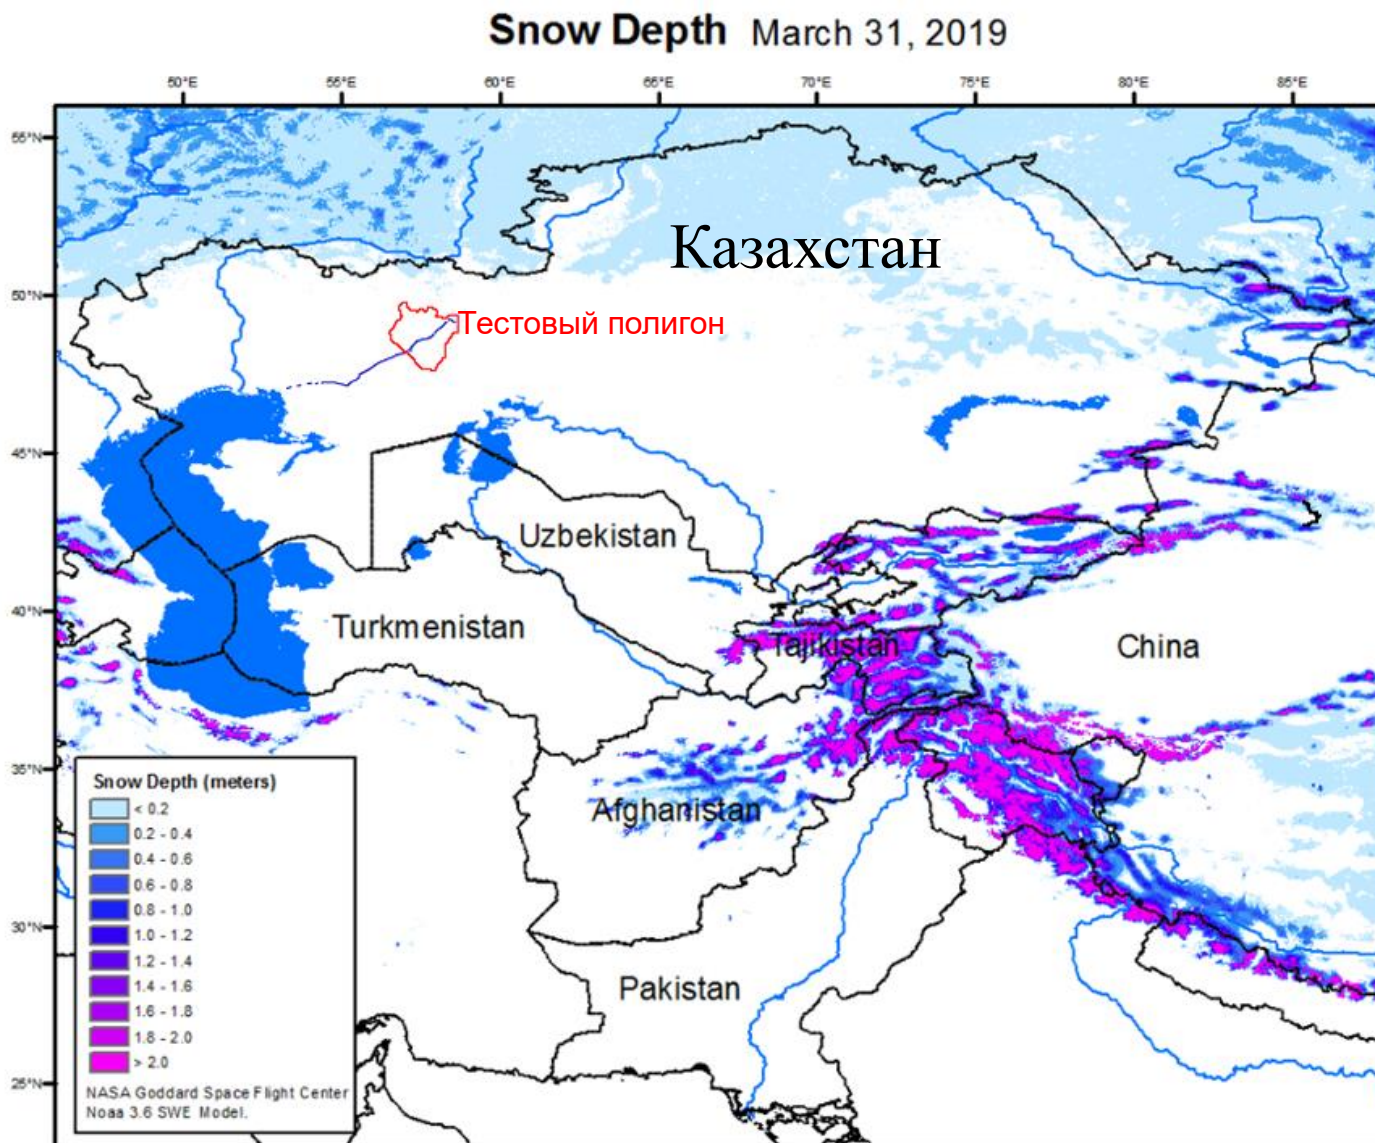 Snow Depth March 31, 2019
50°E 55°E 60°E 65°E 70°E 75°E 80°E 85°E
55°N
Казахстан
50°N
Тестовый полигон
45°N
Uzbekistan
40°N
Turkmenistan
Tajikistan
China
35°N
Snow Depth (meters)
< 0.2
0.2 - 0.4
0.4 - 0.6
0.6 - 0.8
0.8 - 1.0
1.0 - 1.2
1.2 - 1.4
1.4 - 1.6
1.6 - 1.8
1.8 - 2.0
> 2.0
NASA Goddard Space Flight Center
Noaa 3.6 SWE Model.
Afghanistan
30°N
Pakistan
25°N